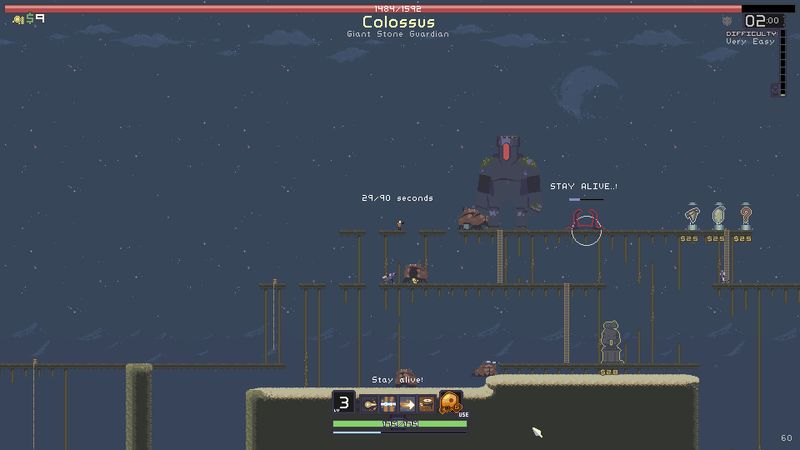 1484/1592
Colossus
Giant Stone Guardian
$9
02:00
DIFFICULTY
Very Easy
STAY ALIVE..!
29/90 seconds
$25 $25 $25
$28
Stay alive!
3
USE
60